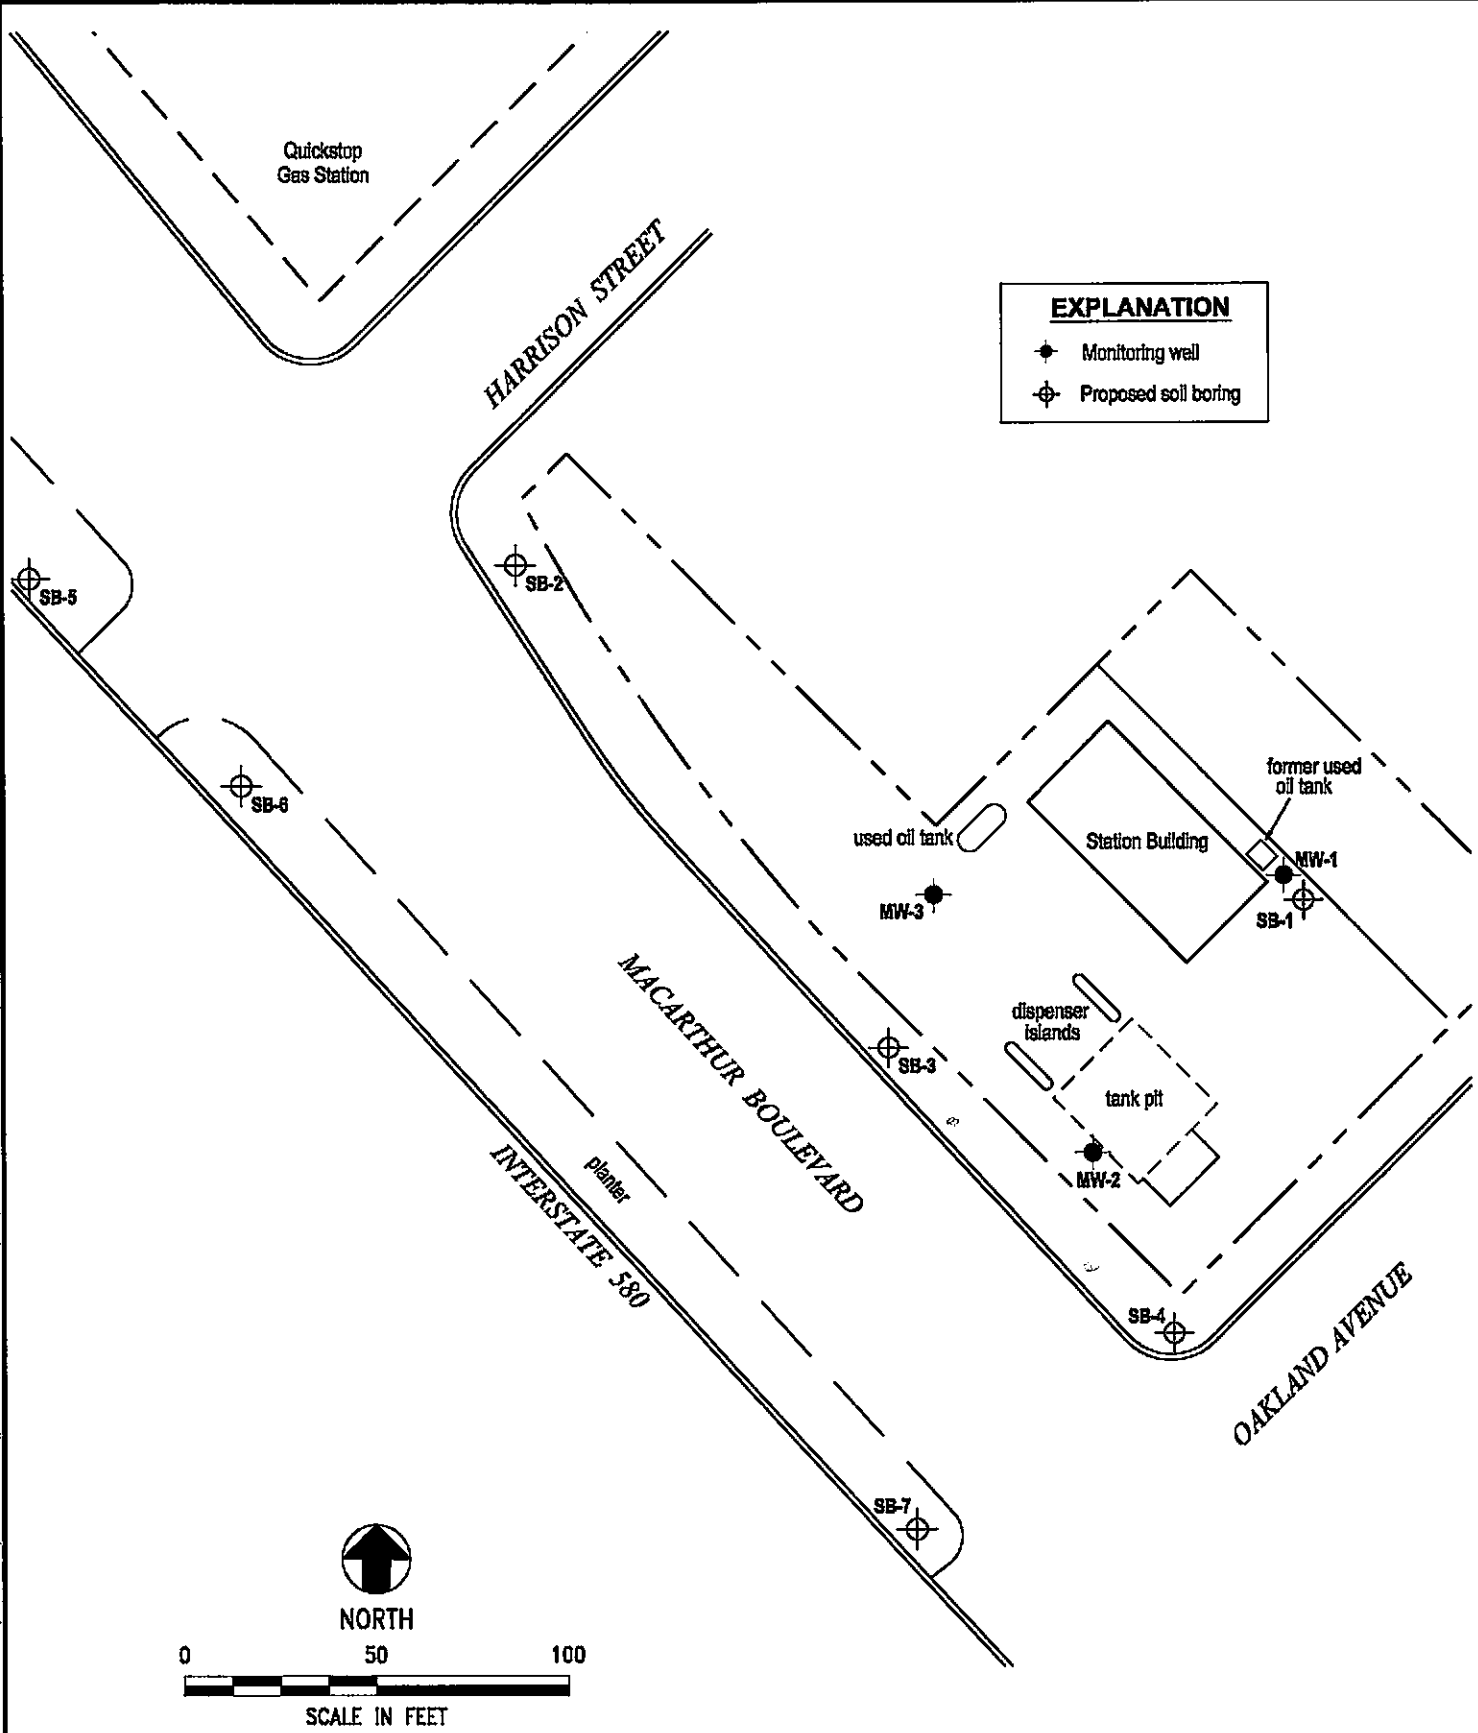 Quickstop
Gas Station
HARRISON STREET
EXPLANATION
Monitoring well
Proposed soil boring
SB-5
SB-2
SB-6
former used
oil tank
used oil tank
Station Building
MW-1
SB-1
MW-3
MACARTHUR BOULEVARD
dispenser
islands
SB-3
tank pit
MW-2
planter
INTERSTATE 580
SB-4
OAKLAND AVENUE
SB-7
NORTH
0 50 100
SCALE IN FEET